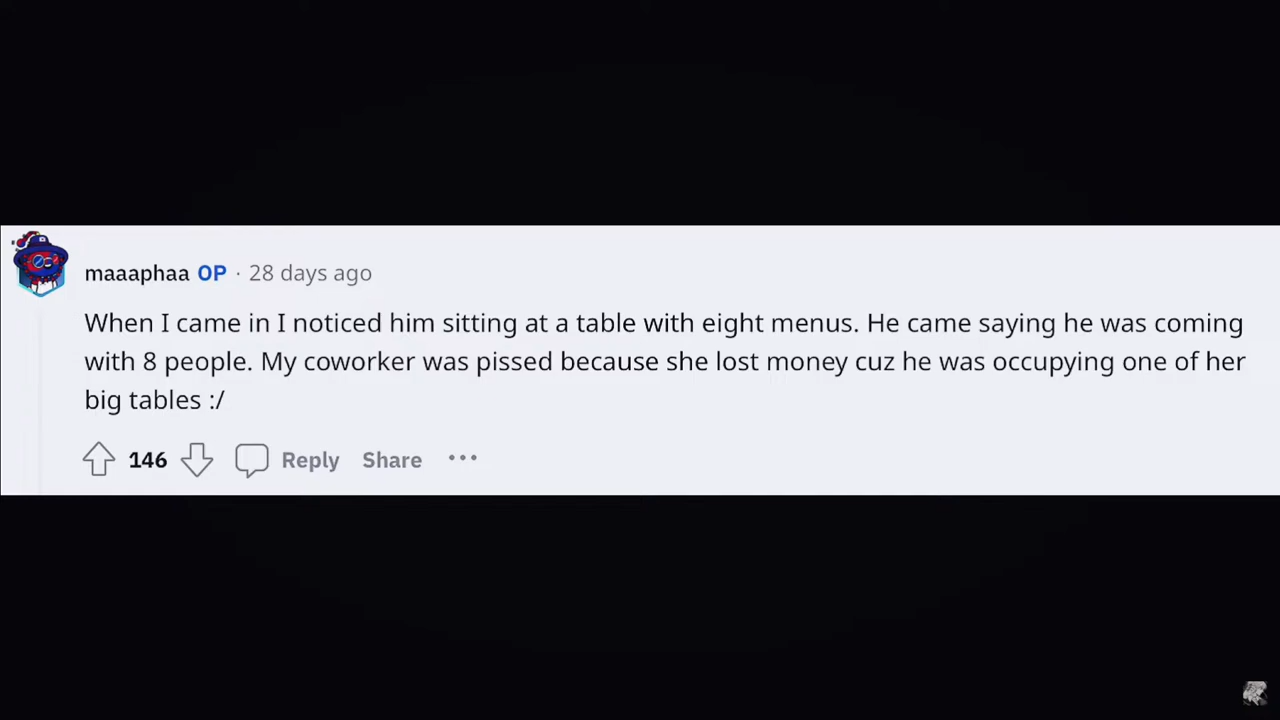 maaaphaa OP · 28 days ago
When I came in I noticed him sitting at a table with eight menus. He came saying he was coming
with 8 people. My coworker was pissed because she lost money cuz he was occupying one of her
big tables :/
146 Reply Share ···